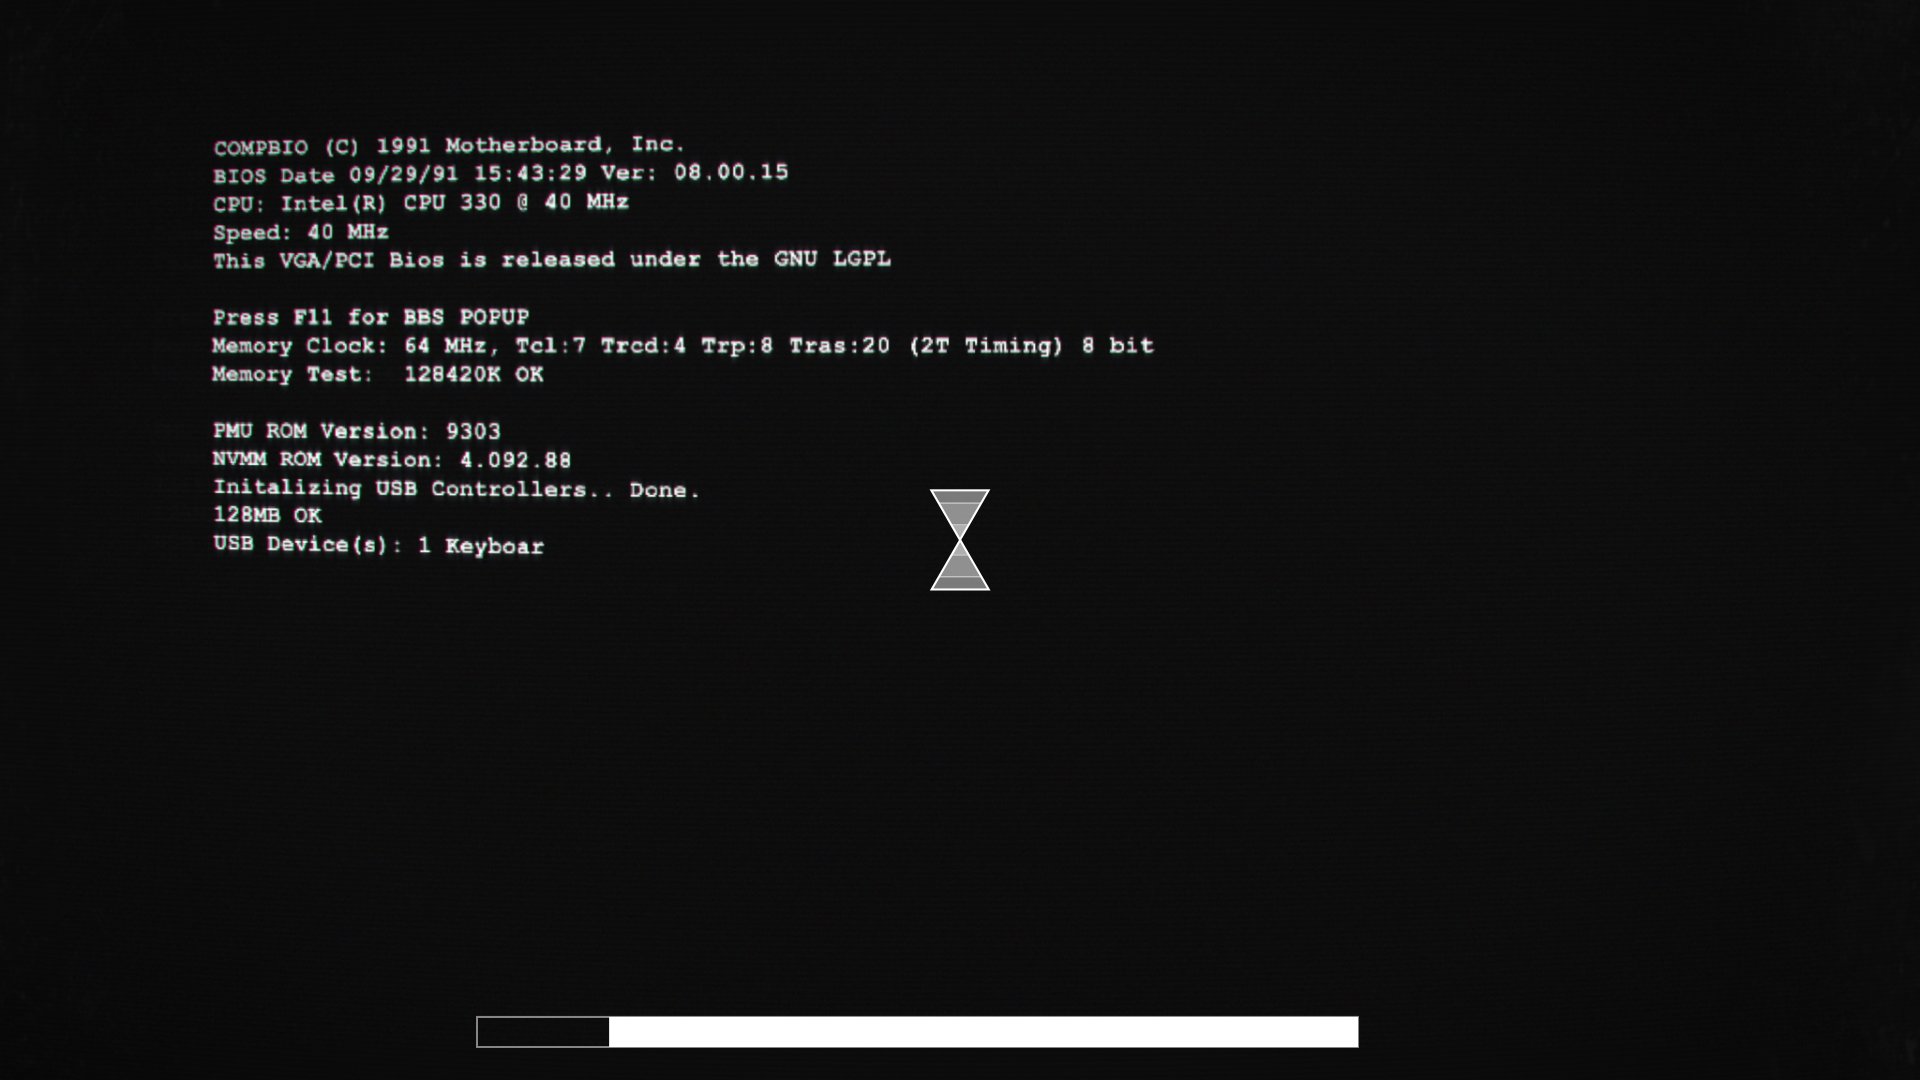 COMPBIO (C) 1991 Motherboard, Inc.
BIOS Date 09/29/91 15:43:29 Ver: 08.00.15
CPU: Intel(R) CPU 330 @ 40 MHz
Speed: 40 MHz
This VGA/PCI Bios is released under the GNU LGPL
Press F11 for BBS POPUP
Memory Clock: 64 MHz, Tcl:7 Trcd:4 Trp:8 Tras:20 (2T Timing) 8 bit
Memory Test:  128420K OK
PMU ROM Version: 9303
NVMM ROM Version: 4.092.88
Initalizing USB Controllers.. Done.
128MB OK
USB Device(s): 1 Keyboar